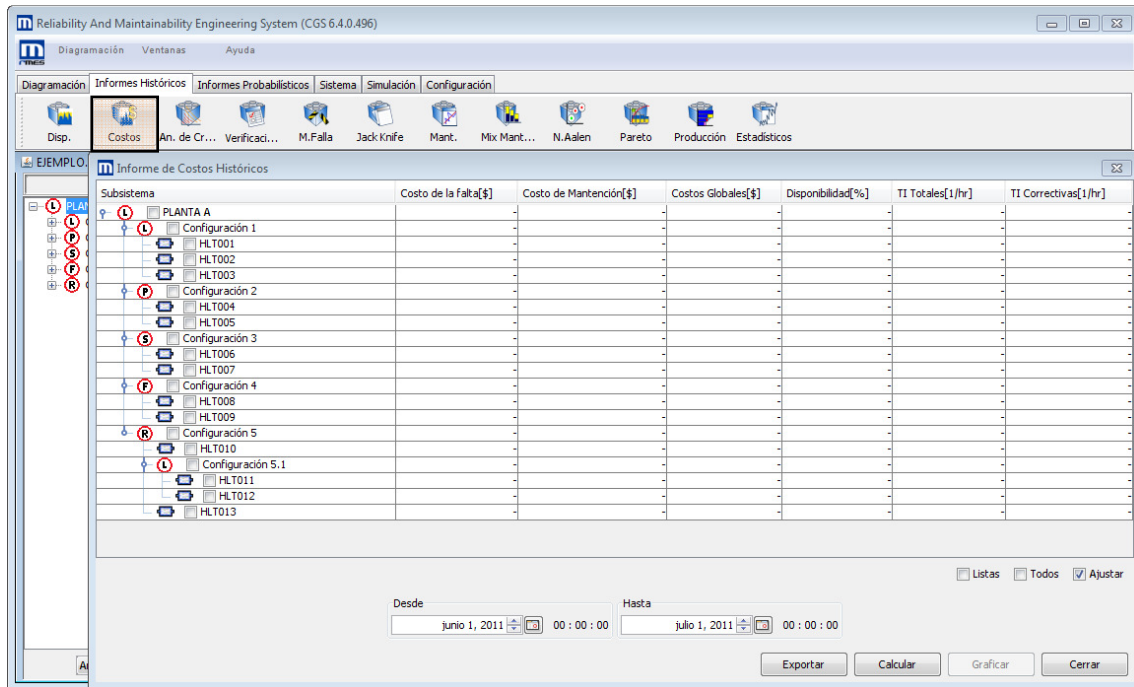 Reliability And Maintainability Engineering System (CGS 6.4.0.496)
Diagramación Ventanas Ayuda
Diagramación Informes Históricos Informes Probabilísticos Sistema Simulación Configuración
Disp. Costos An. de Cr... Verificaci... M.Falla Jack Knife Mant. Mix Mant... N.Aalen Pareto Producción Estadísticos
EJEMPLO.
Informe de Costos Históricos
Subsistema Costo de la falta[$] Costo de Mantención[$] Costos Globales[$] Disponibilidad[%] TI Totales[1/hr] TI Correctivas[1/hr]
L PLANTA A - - - - - -
L Configuración 1 - - - - - -
HLT001 - - - - - -
HLT002 - - - - - -
HLT003 - - - - - -
P Configuración 2 - - - - - -
HLT004 - - - - - -
HLT005 - - - - - -
S Configuración 3 - - - - - -
HLT006 - - - - - -
HLT007 - - - - - -
F Configuración 4 - - - - - -
HLT008 - - - - - -
HLT009 - - - - - -
R Configuración 5 - - - - - -
HLT010 - - - - - -
L Configuración 5.1 - - - - - -
HLT011 - - - - - -
HLT012 - - - - - -
HLT013 - - - - - -
L
L
P
S
F
R
Listas Todos Ajustar
Desde Hasta
junio 1, 2011 00 : 00 : 00 julio 1, 2011 00 : 00 : 00
Exportar Calcular Graficar Cerrar